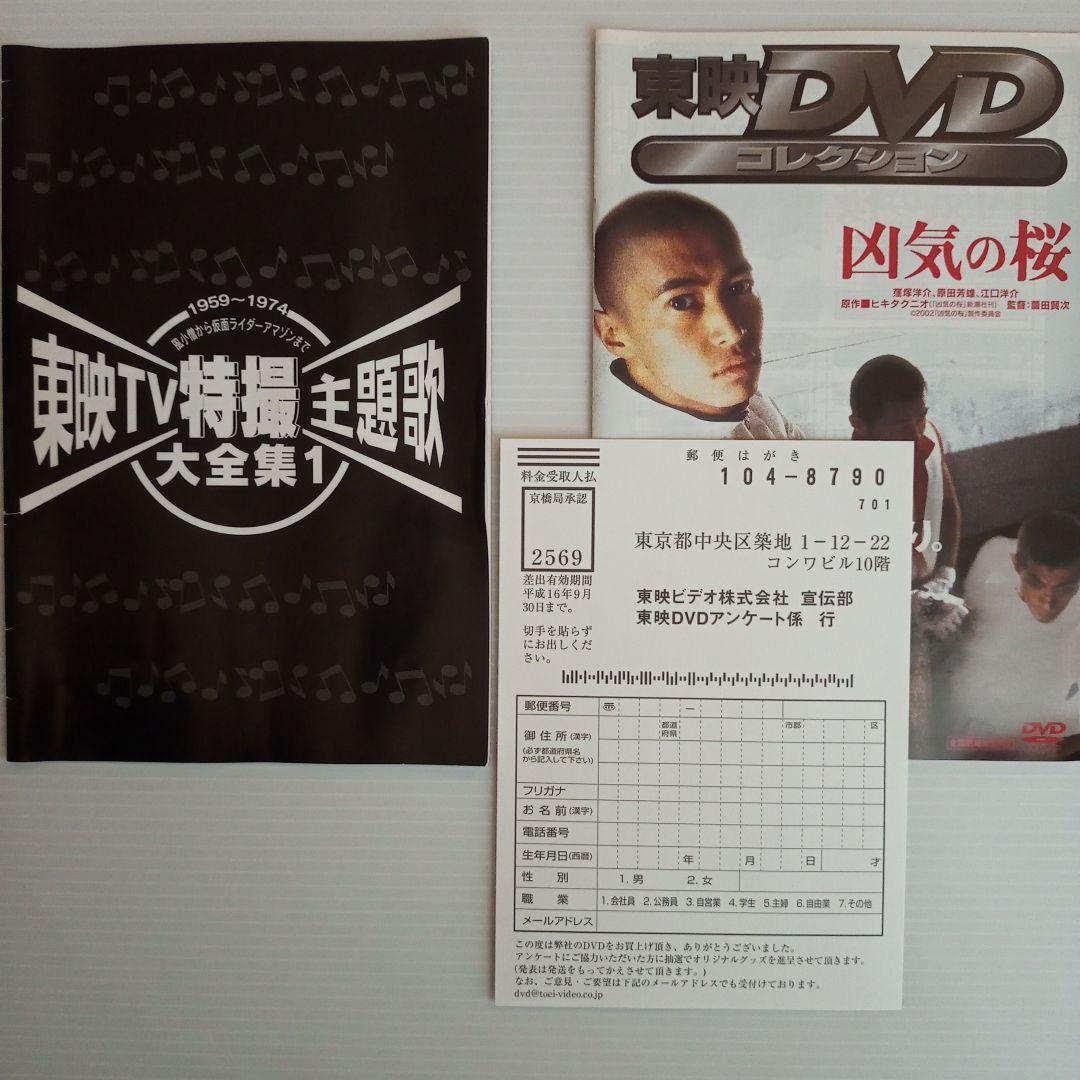 1959～1974
風小僧から仮面ライダーアマゾンまで
東映TV特撮主題歌
大全集1
東映DVD
コレクション
凶気の桜
窪塚洋介、原田芳雄、江口洋介
原作■ヒキタクニオ(「凶気の桜」新潮社刊) 監督:薗田賢次
©2002「凶気の桜」製作委員会
り。
DVD
郵便はがき
料金受取人払
104-8790
701
京橋局承認
2569
差出有効期間
平成16年9月
30日まで。
切手を貼らず
にお出しくだ
さい。
東京都中央区築地 1-12-22
コンワビル10階
東映ビデオ株式会社 宣伝部
東映DVDアンケート係 行
郵便番号 〒 -
御住所(漢字) 都道府県 市郡 区
(必ず都道府県名
から記入して下さい)
フリガナ
お名前(漢字)
電話番号
生年月日(西暦) 年 月 日 才
性別 1. 男 2. 女
職業 1. 会社員 2. 公務員 3. 自営業 4. 学生 5. 主婦 6. 自由業 7. その他
メールアドレス
この度は弊社のDVDをお買上げ頂き、ありがとうございました。
アンケートにご協力いただいた方に抽選でオリジナルグッズを進呈させて頂きます。
(発表は発送をもってかえさせて頂きます。)
なお、ご意見・ご要望は下記のメールアドレスでも受付けております。
dvd@toei-video.co.jp